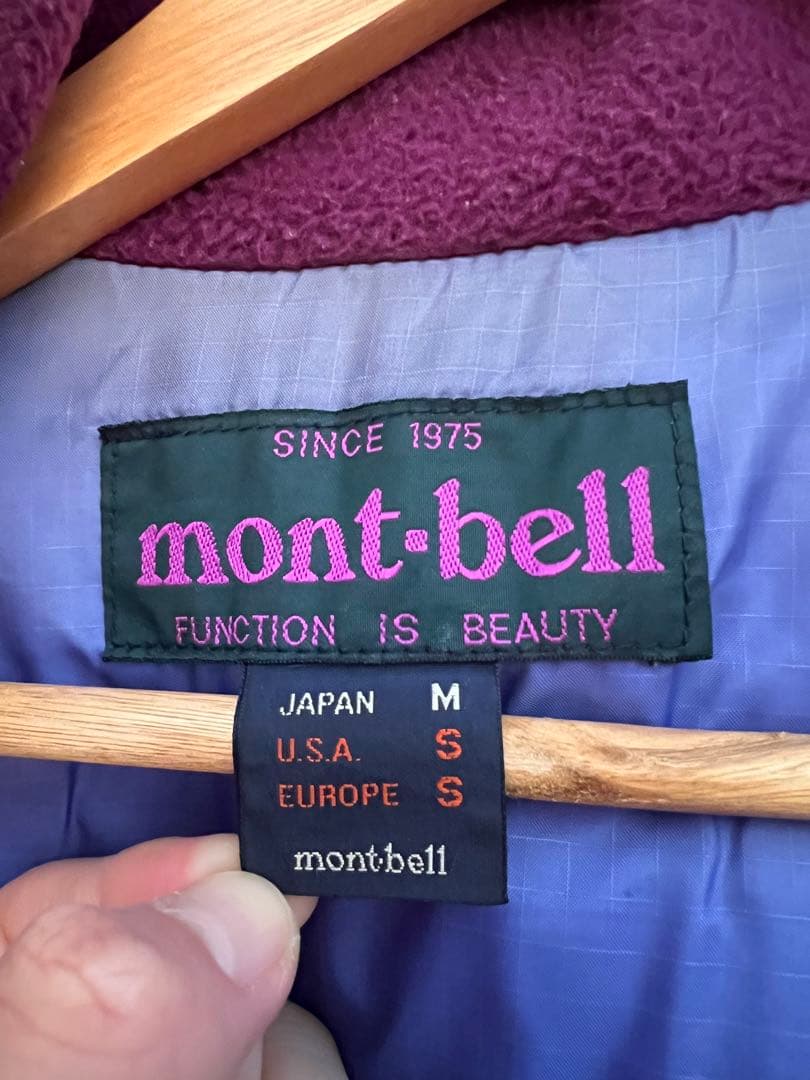 SINCE 1975
mont-bell
FUNCTION IS BEAUTY
JAPAN M
U.S.A. S
EUROPE S
mont-bell